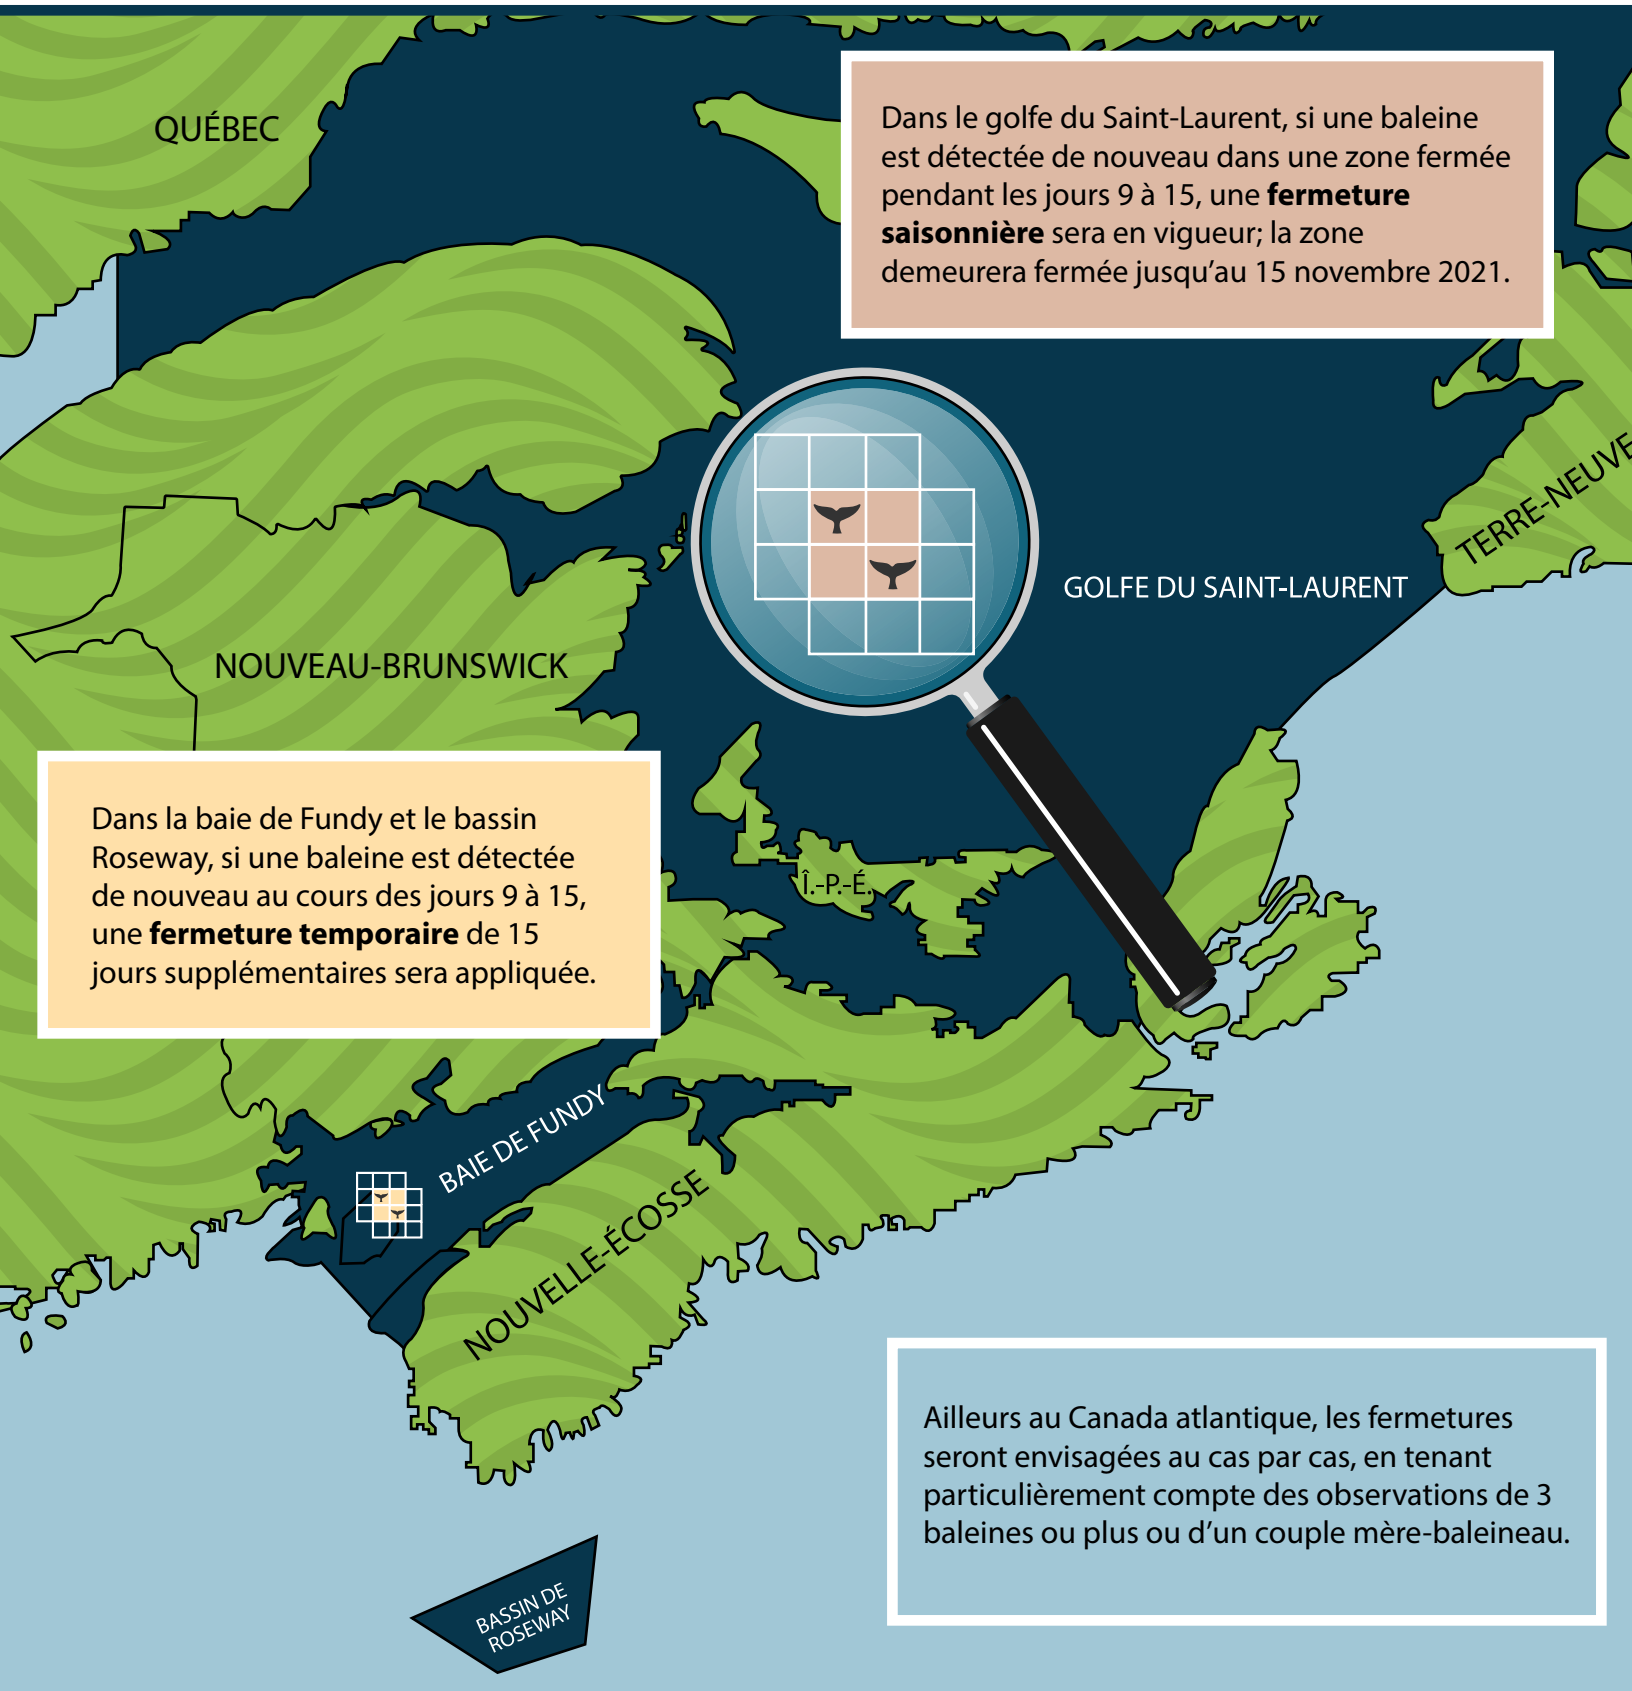 QUÉBEC
Dans le golfe du Saint-Laurent, si une baleine
est détectée de nouveau dans une zone fermée
pendant les jours 9 à 15, une fermeture
saisonnière sera en vigueur; la zone
demeurera fermée jusqu'au 15 novembre 2021.
TERRE-NEUVE
GOLFE DU SAINT-LAURENT
NOUVEAU-BRUNSWICK
Dans la baie de Fundy et le bassin
Roseway, si une baleine est détectée
de nouveau au cours des jours 9 à 15,
une fermeture temporaire de 15
jours supplémentaires sera appliquée.
Î.-P.-É.
BAIE DE FUNDY
NOUVELLE-ÉCOSSE
Ailleurs au Canada atlantique, les fermetures
seront envisagées au cas par cas, en tenant
particulièrement compte des observations de 3
baleines ou plus ou d'un couple mère-baleineau.
BASSIN DE
ROSEWAY